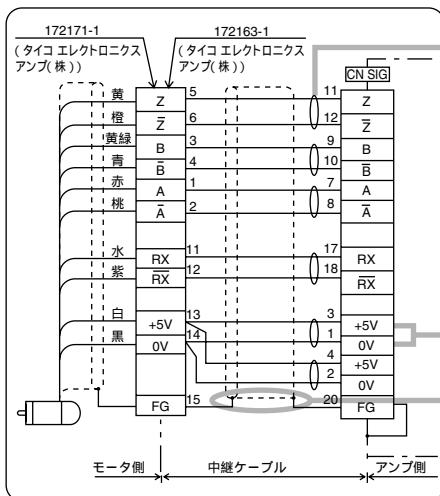 172171-1
172163-1
(タイコ エレクトロニクス
アンプ(株))
(タイコ エレクトロニクス
アンプ(株))
CN SIG
黄 Z 5 11 Z
橙 Z̅ 6 12 Z̅
黄緑 B 3 9 B
青 B̅ 4 10 B̅
赤 A 1 7 A
桃 A̅ 2 8 A̅
水 RX 11 17 RX
紫 R̅X̅ 12 18 R̅X̅
白 +5V 13 3 +5V
黒 0V 14 1 0V
4 +5V
2 0V
FG 15 20 FG
モータ側 中継ケーブル アンプ側